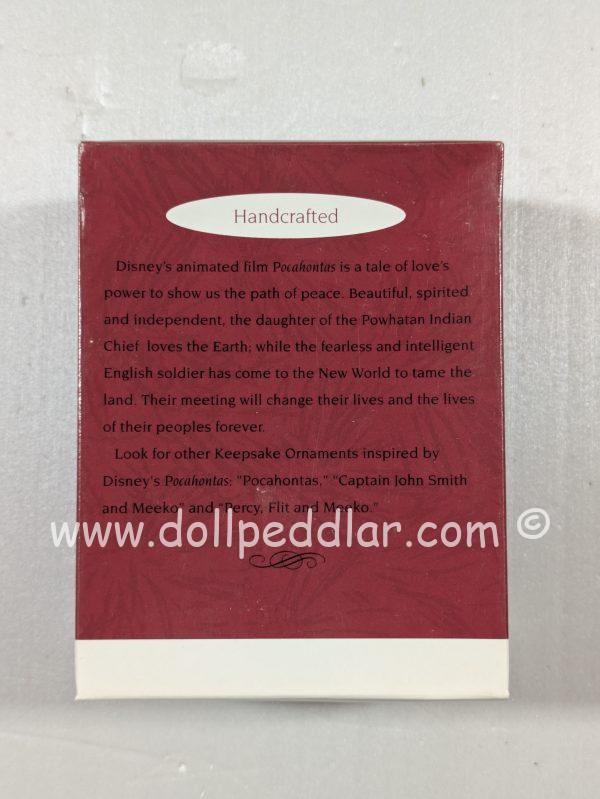 Handcrafted
Disney's animated film Pocahontas is a tale of love's
power to show us the path of peace. Beautiful, spirited
and independent, the daughter of the Powhatan Indian
Chief loves the Earth; while the fearless and intelligent
English soldier has come to the New World to tame the
land. Their meeting will change their lives and the lives
of their peoples forever.
Look for other Keepsake Ornaments inspired by
Disney's Pocahontas: "Pocahontas," "Captain John Smith
and Meeko" and "Percy, Flit and Meeko."
www.dollpeddlar.com ©